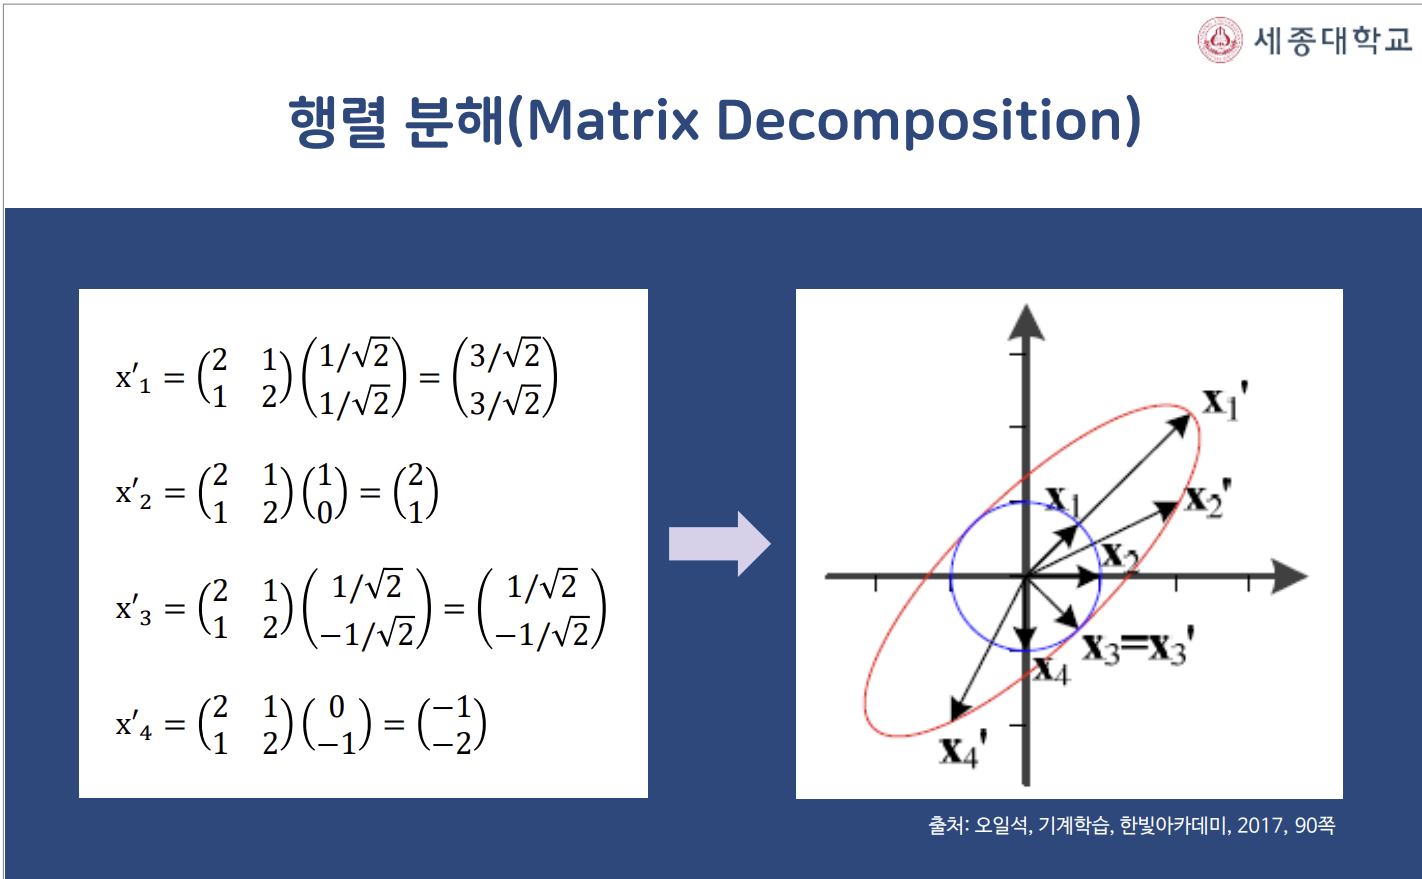 세종대학교
행렬 분해(Matrix Decomposition)
x′₁ = (2 1; 1 2)(1/√2; 1/√2) = (3/√2; 3/√2)
x′₂ = (2 1; 1 2)(1; 0) = (2; 1)
x′₃ = (2 1; 1 2)(1/√2; −1/√2) = (1/√2; −1/√2)
x′₄ = (2 1; 1 2)(0; −1) = (−1; −2)
x₁'
x₁
x₂'
x₂
x₃=x₃'
x₄
x₄'
출처: 오일석, 기계학습, 한빛아카데미, 2017, 90쪽